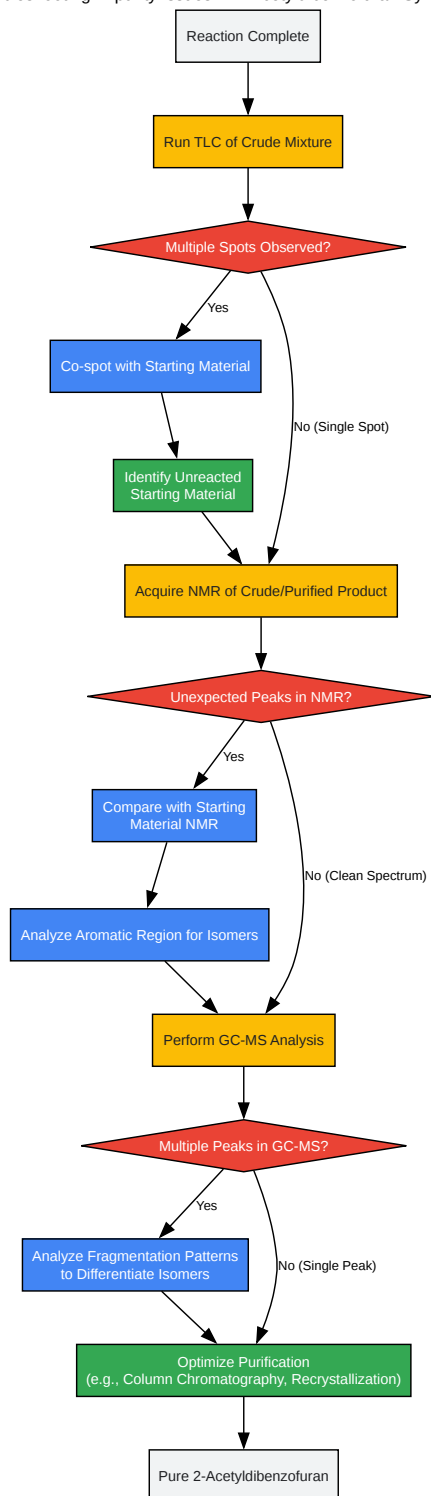 Reaction Complete
Run TLC of Crude Mixture
Multiple Spots Observed?
Yes
Co-spot with Starting Material
No (Single Spot)
Identify Unreacted
Starting Material
Acquire NMR of Crude/Purified Product
Unexpected Peaks in NMR?
Yes
Compare with Starting
Material NMR
No (Clean Spectrum)
Analyze Aromatic Region for Isomers
Perform GC-MS Analysis
Multiple Peaks in GC-MS?
Yes
Analyze Fragmentation Patterns
to Differentiate Isomers
No (Single Peak)
Optimize Purification
(e.g., Column Chromatography, Recrystallization)
Pure 2-Acetyldibenzofuran